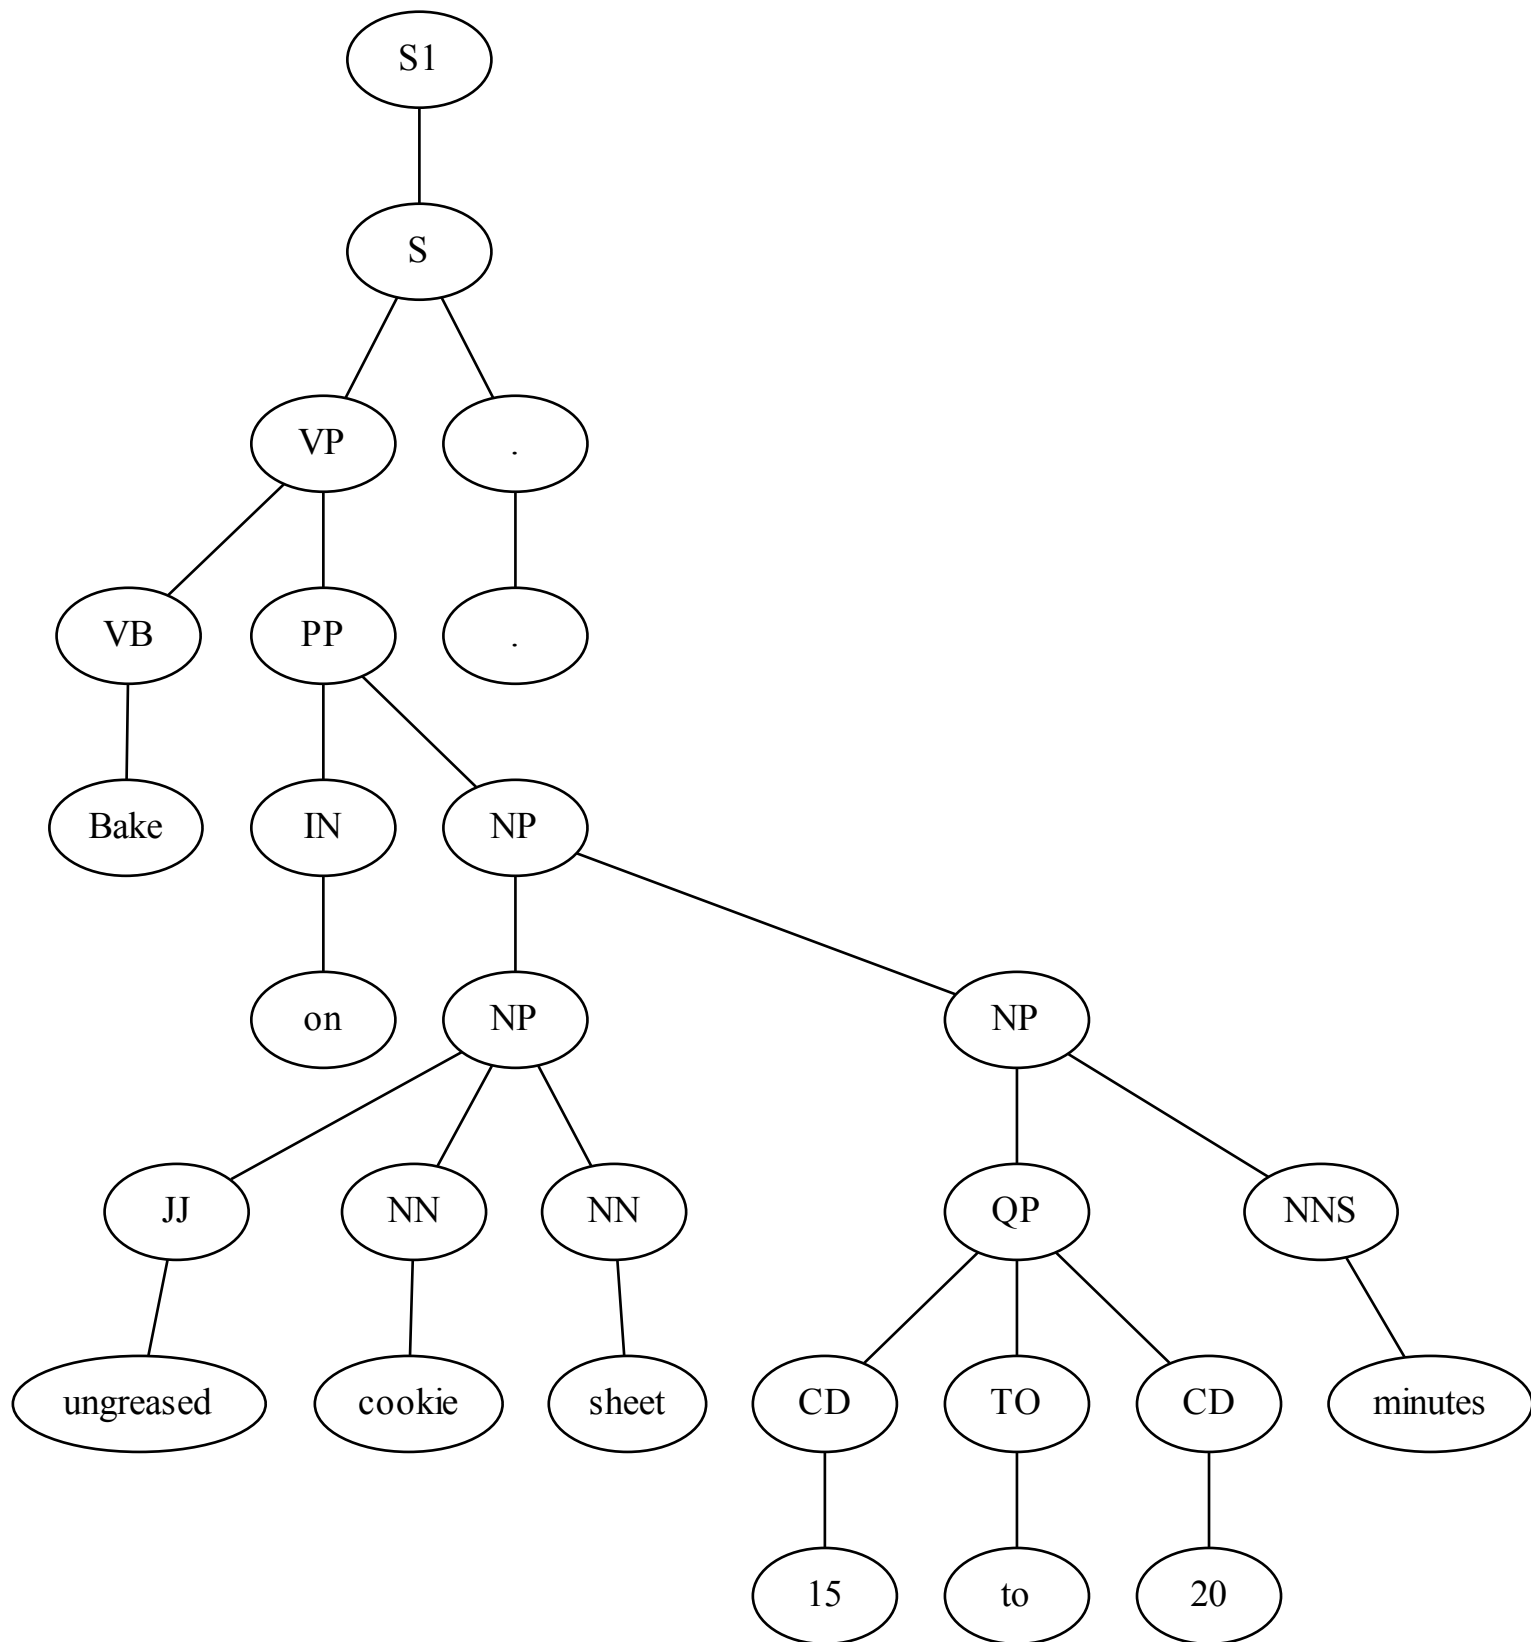 S1
S
VP .
VB PP .
Bake IN NP
on NP NP
JJ NN NN QP NNS
ungreased cookie sheet CD TO CD minutes
15 to 20